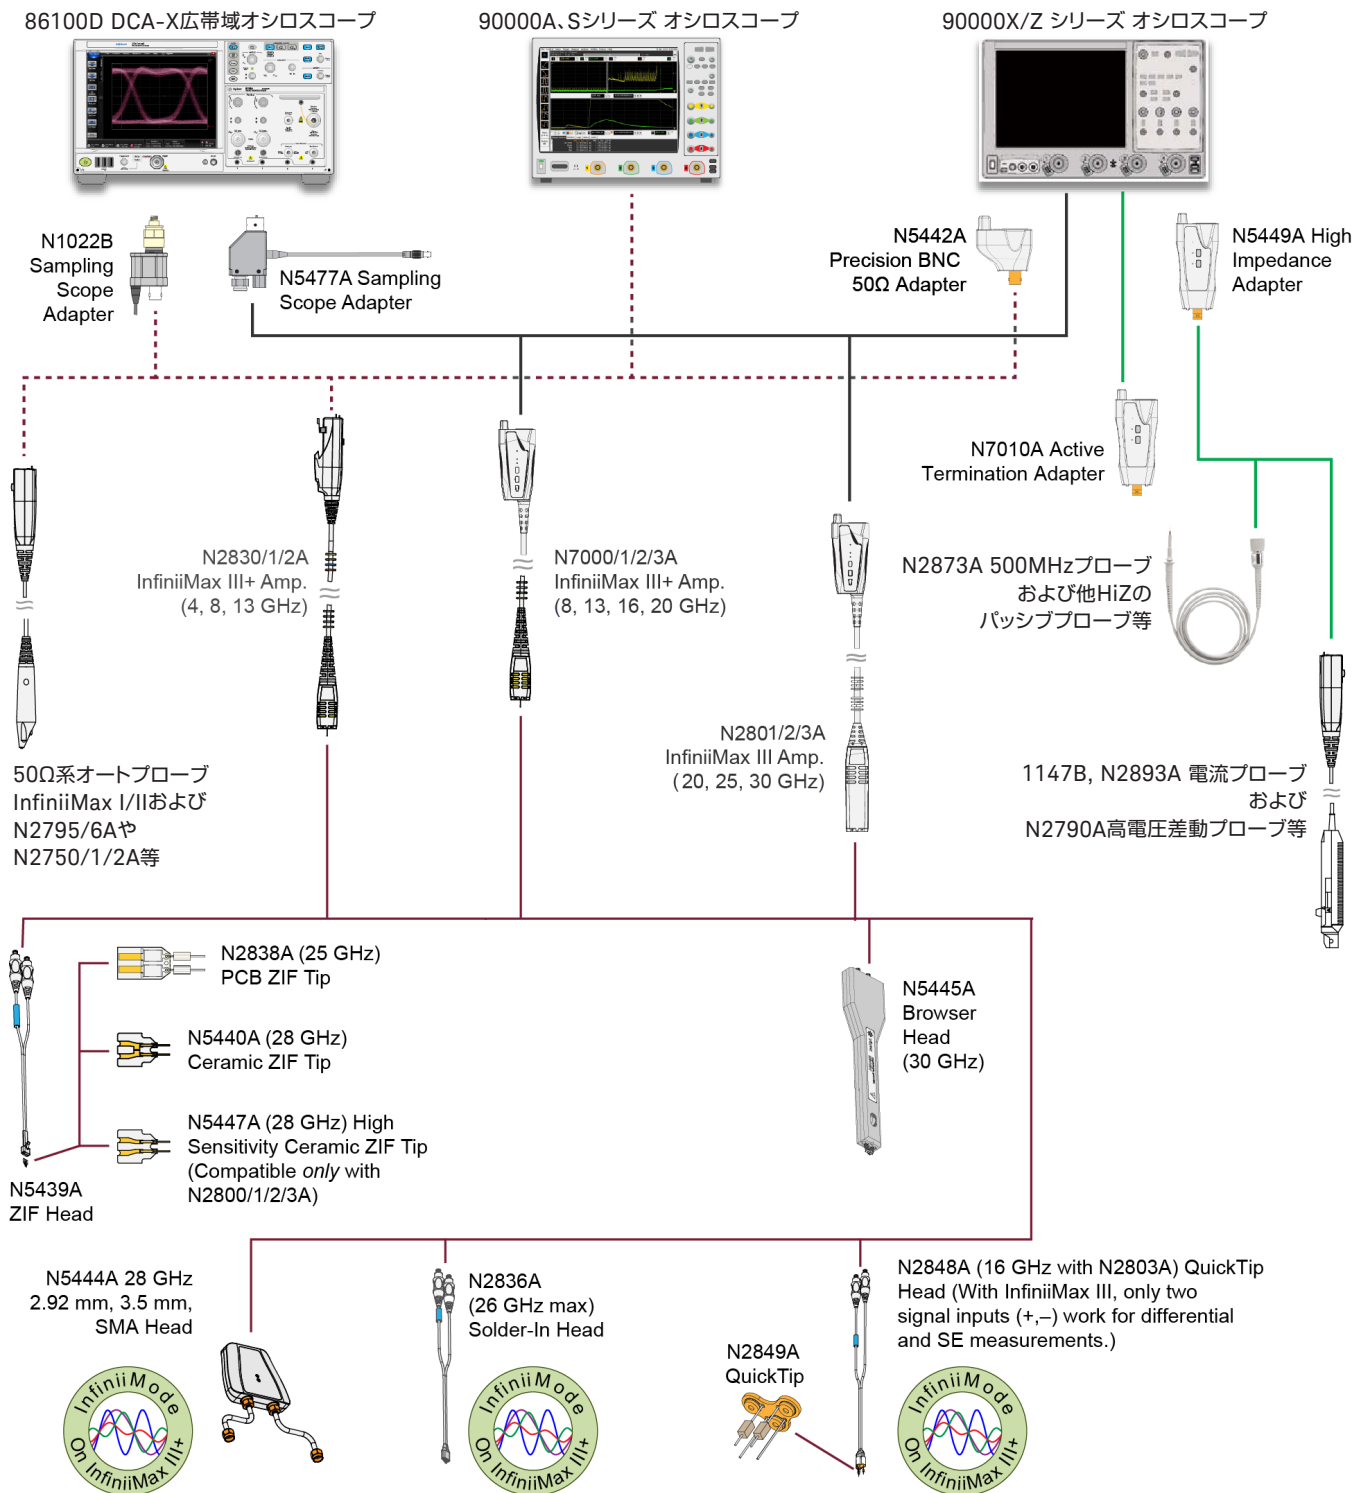 86100D DCA-X広帯域オシロスコープ
90000A、Sシリーズ オシロスコープ
90000X/Z シリーズ オシロスコープ
N1022B
Sampling
Scope
Adapter
N5477A Sampling
Scope Adapter
N5442A
Precision BNC
50Ω Adapter
N5449A High
Impedance
Adapter
N7010A Active
Termination Adapter
N2830/1/2A
InfiniiMax III+ Amp.
(4, 8, 13 GHz)
N7000/1/2/3A
InfiniiMax III+ Amp.
(8, 13, 16, 20 GHz)
N2873A 500MHzプローブ
および他HiZの
パッシブプローブ等
N2801/2/3A
InfiniiMax III Amp.
(20, 25, 30 GHz)
50Ω系オートプローブ
InfiniiMax I/IIおよび
N2795/6Aや
N2750/1/2A等
1147B, N2893A 電流プローブ
および
N2790A高電圧差動プローブ等
N2838A (25 GHz)
PCB ZIF Tip
N5440A (28 GHz)
Ceramic ZIF Tip
N5447A (28 GHz) High
Sensitivity Ceramic ZIF Tip
(Compatible only with
N2800/1/2/3A)
N5439A
ZIF Head
N5445A
Browser
Head
(30 GHz)
N5444A 28 GHz
2.92 mm, 3.5 mm,
SMA Head
N2836A
(26 GHz max)
Solder-In Head
N2848A (16 GHz with N2803A) QuickTip
Head (With InfiniiMax III, only two
signal inputs (+,–) work for differential
and SE measurements.)
N2849A
QuickTip
InfiniiMode
On InfiniiMax III+
InfiniiMode
On InfiniiMax III+
InfiniiMode
On InfiniiMax III+